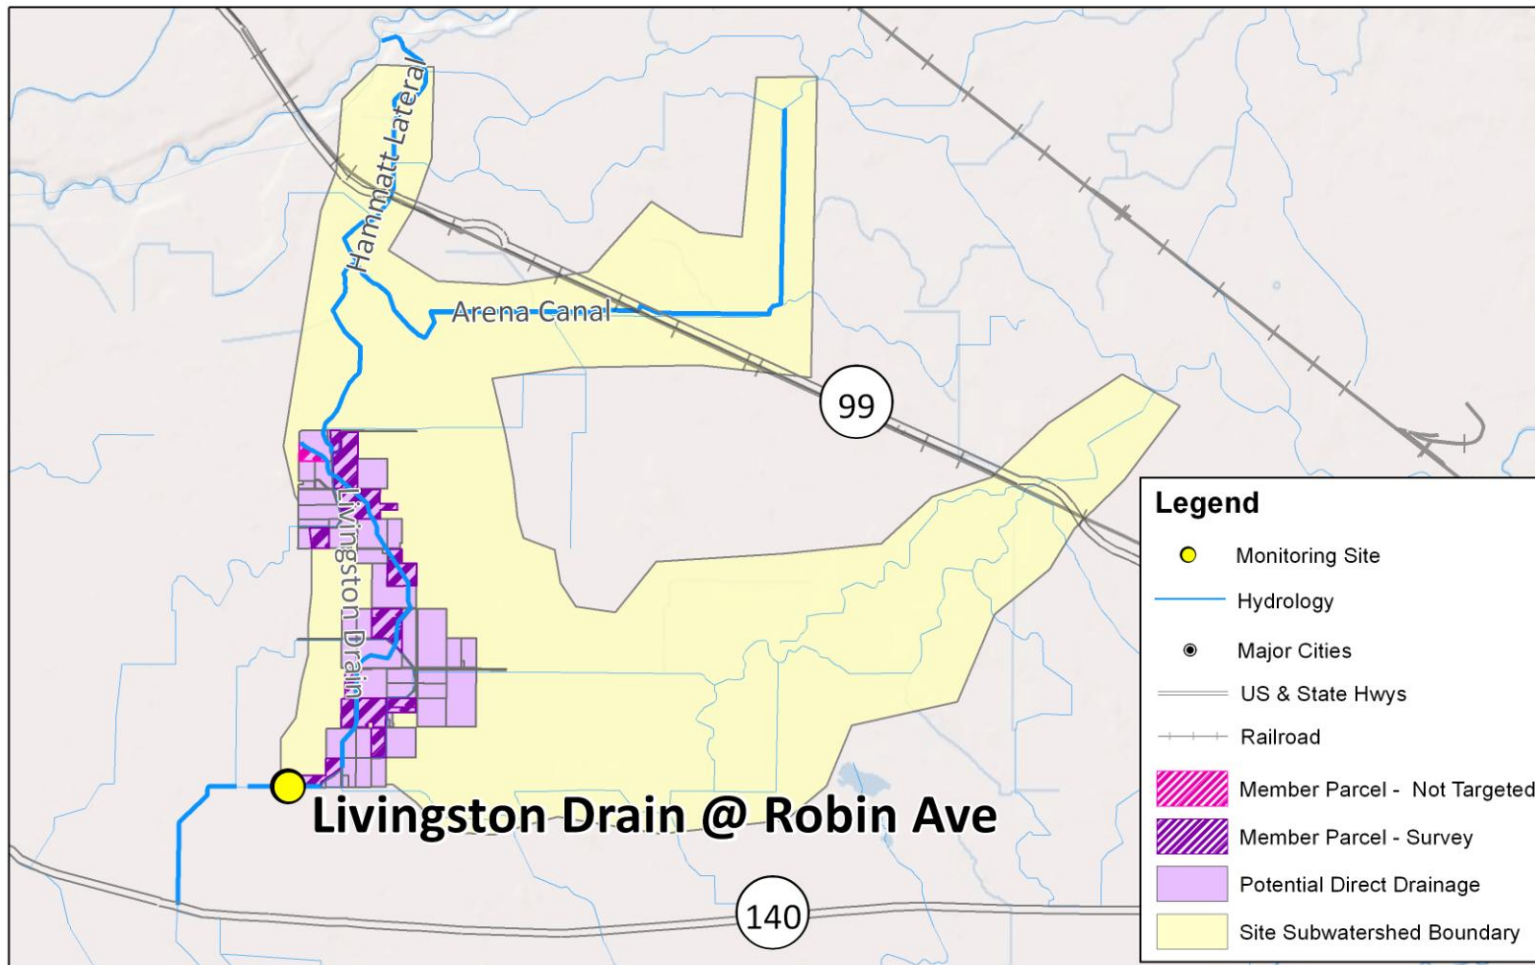 Hammatt Lateral
Arena Canal
99
Livingston Drain
Livingston Drain @ Robin Ave
140
Legend
Monitoring Site
Hydrology
Major Cities
US & State Hwys
Railroad
Member Parcel -  Not Targeted
Member Parcel - Survey
Potential Direct Drainage
Site Subwatershed Boundary